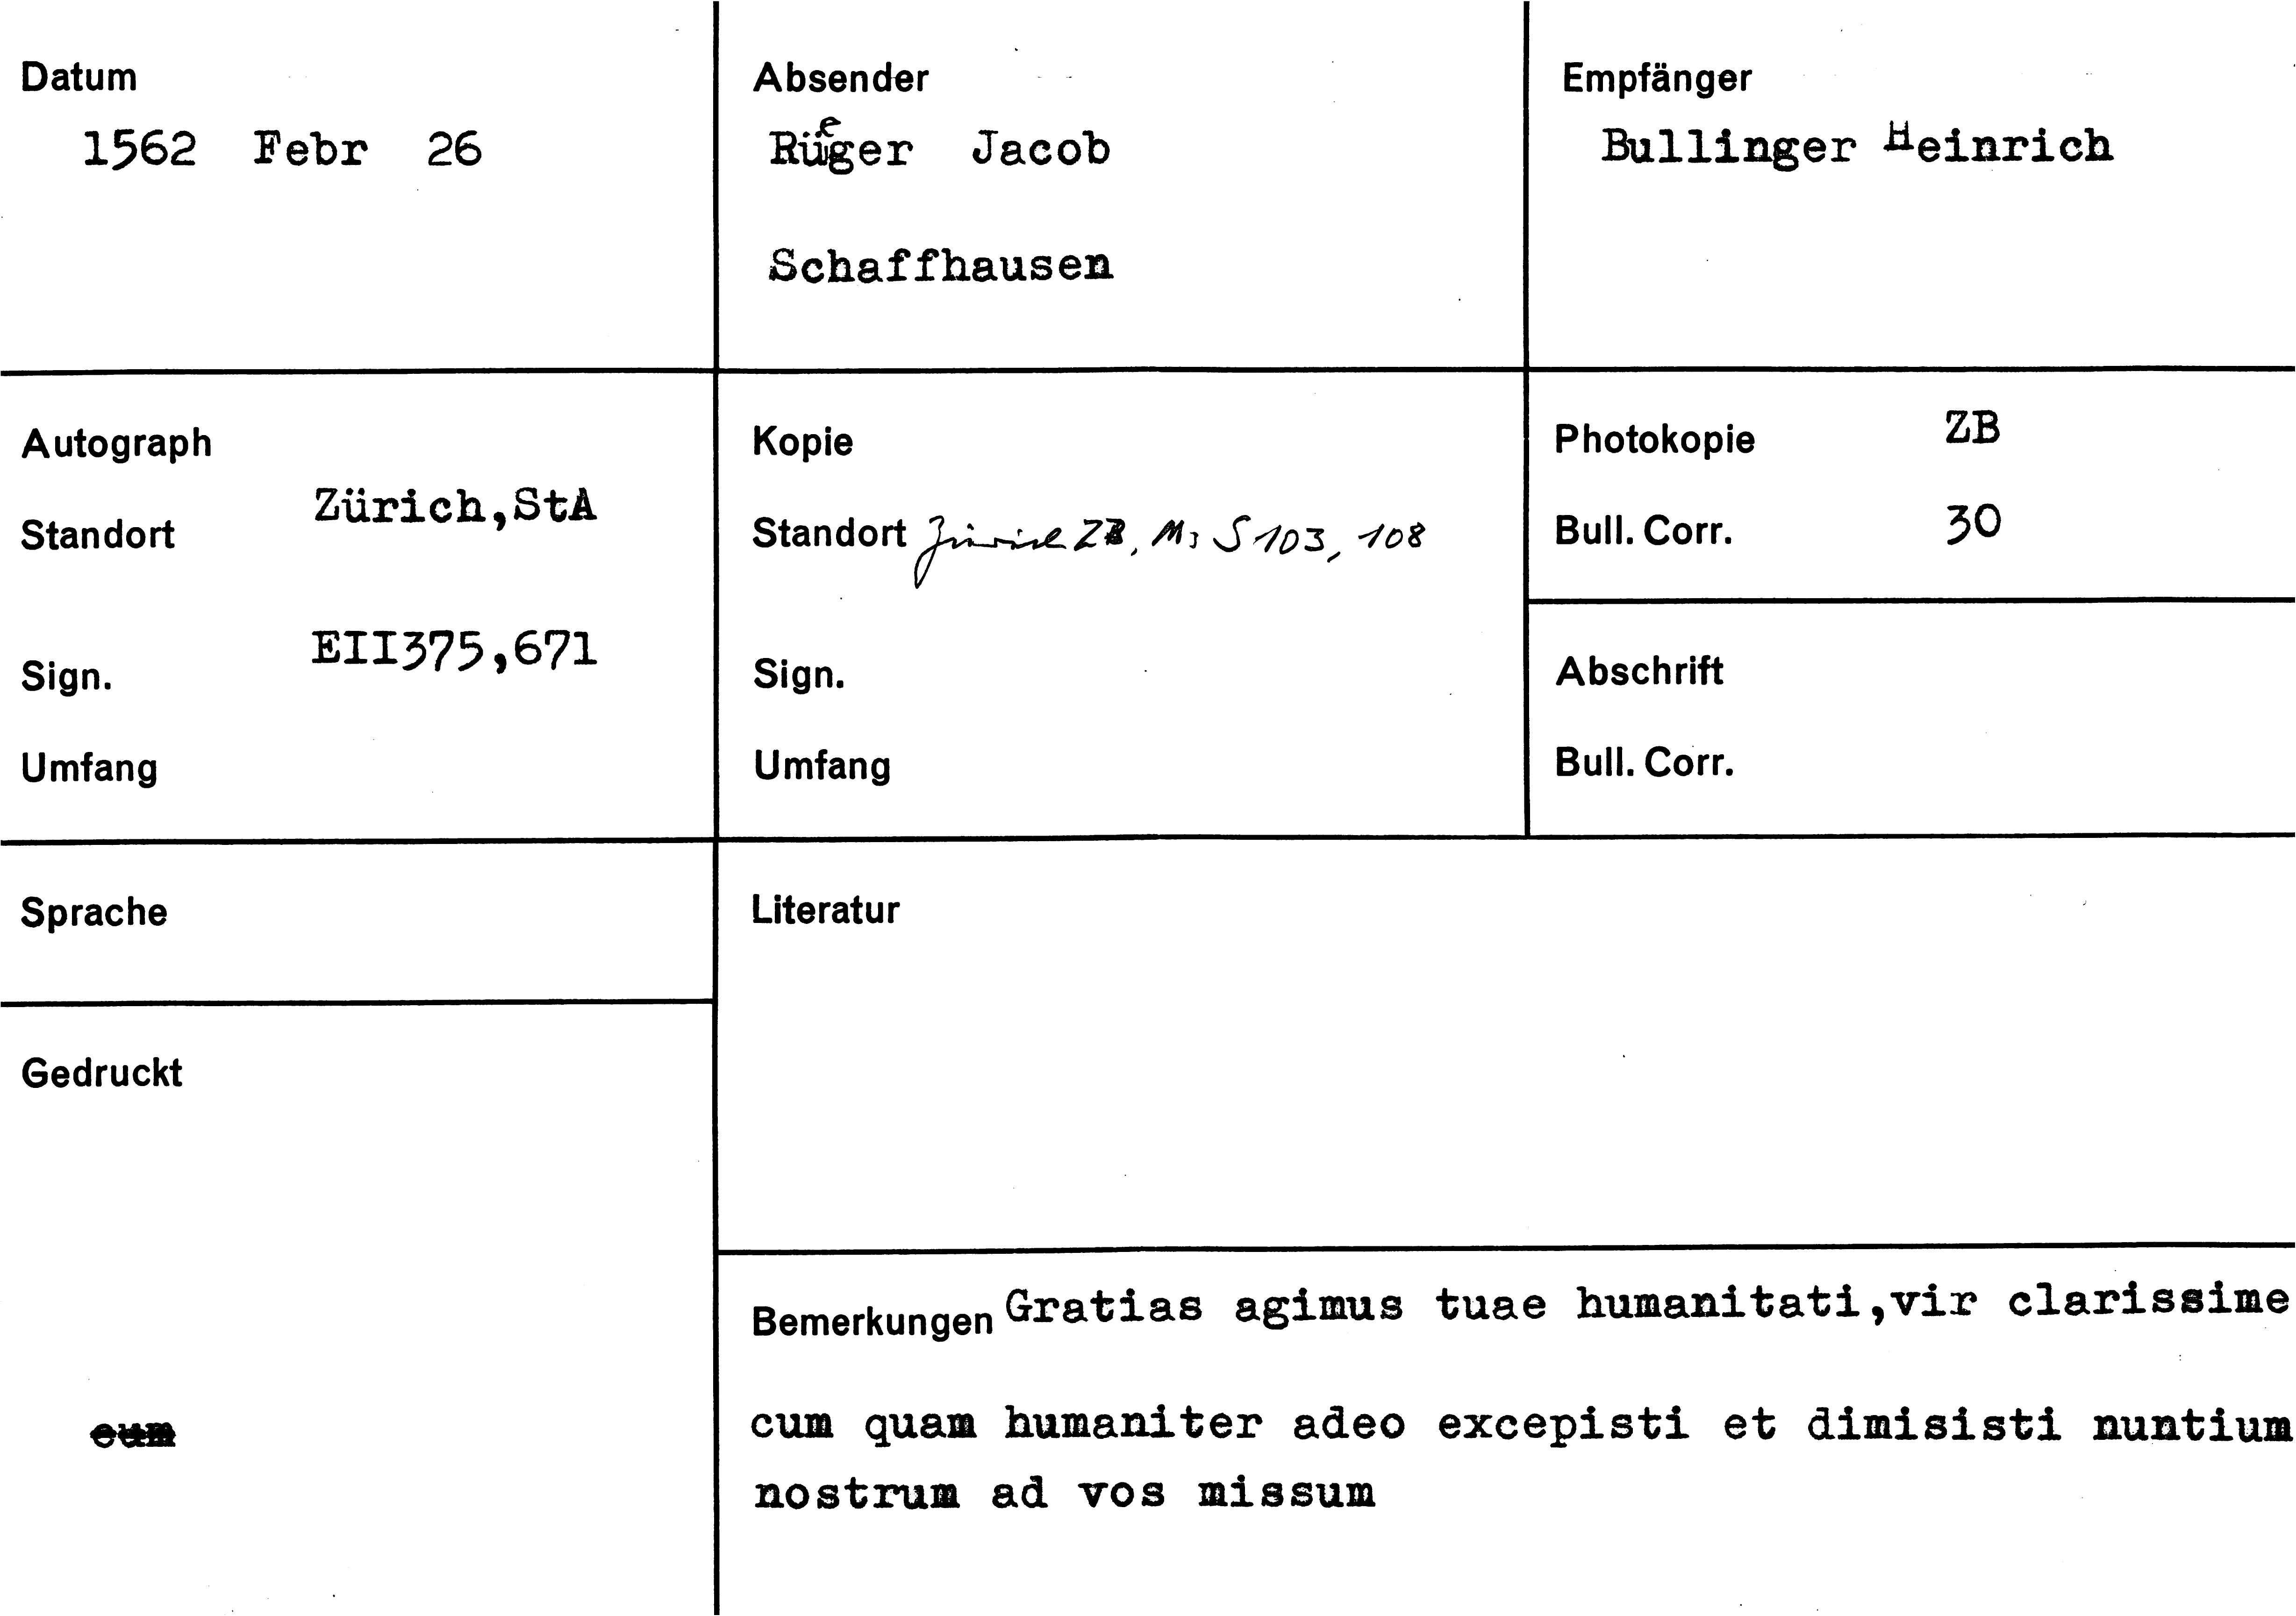 Datum
1562 Febr 26
Absender
Rüeger Jacob
Schaffhausen
Empfänger
Bullinger Heinrich
Autograph
Standort Zürich,StA
Sign. EII375,671
Umfang
Kopie
Standort Zürich ZB, Ms S 103, 108
Sign.
Umfang
Photokopie ZB
Bull. Corr. 30
Abschrift
Bull. Corr.
Sprache
Literatur
Gedruckt
cum
Bemerkungen Gratias agimus tuae humanitati,vir clarissime
cum quam humaniter adeo excepisti et dimisisti nuntium
nostrum ad vos missum